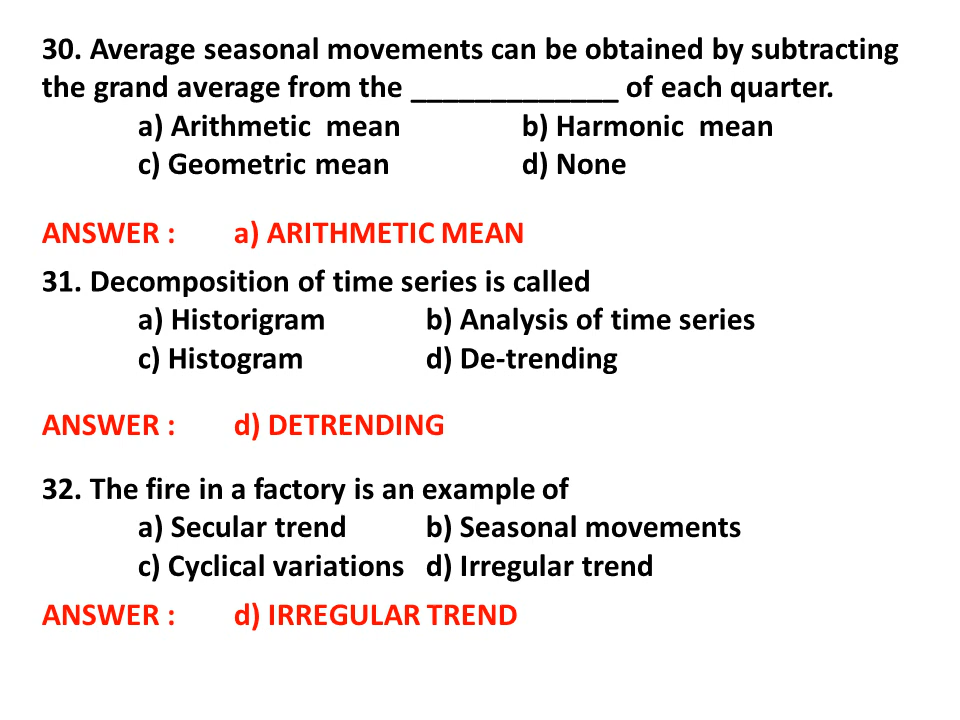 30. Average seasonal movements can be obtained by subtracting
the grand average from the _____________ of each quarter.
a) Arithmetic mean b) Harmonic mean
c) Geometric mean d) None
ANSWER : a) ARITHMETIC MEAN
31. Decomposition of time series is called
a) Historigram b) Analysis of time series
c) Histogram d) De-trending
ANSWER : d) DETRENDING
32. The fire in a factory is an example of
a) Secular trend b) Seasonal movements
c) Cyclical variations d) Irregular trend
ANSWER : d) IRREGULAR TREND